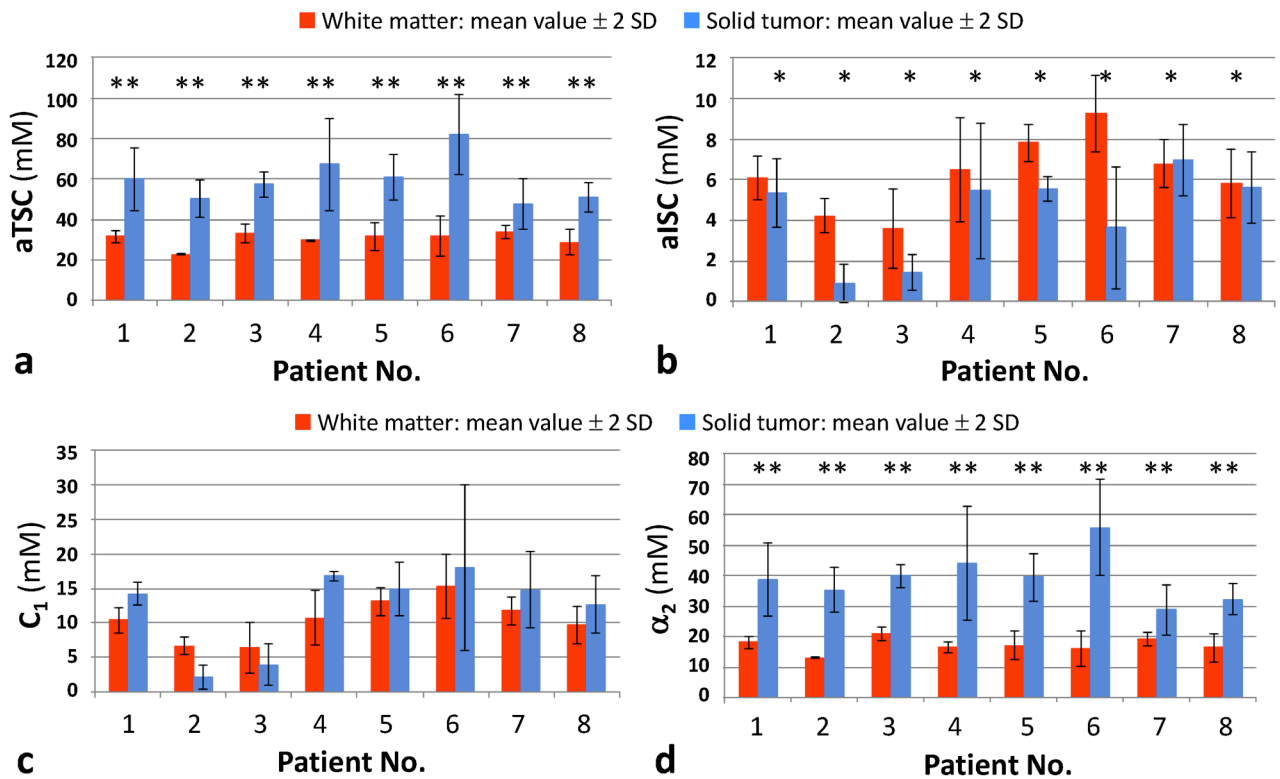 White matter: mean value ± 2 SD Solid tumor: mean value ± 2 SD
aTSC (mM)
120
100
80
60
40
20
0
** ** ** ** ** ** ** **
1 2 3 4 5 6 7 8
Patient No.
a
aISC (mM)
12
10
8
6
4
2
0
* * * * * * * *
1 2 3 4 5 6 7 8
Patient No.
b
White matter: mean value ± 2 SD Solid tumor: mean value ± 2 SD
C₁ (mM)
35
30
25
20
15
10
5
0
1 2 3 4 5 6 7 8
Patient No.
c
α₂ (mM)
80
70
60
50
40
30
20
10
0
** ** ** ** ** ** ** **
1 2 3 4 5 6 7 8
Patient No.
d